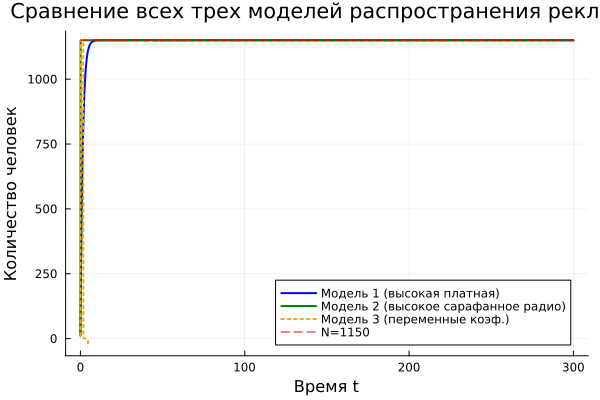 Сравнение всех трех моделей распространения рекл
Количество человек
1000
750
500
250
0
Модель 1 (высокая платная)
Модель 2 (высокое сарафанное радио)
Модель 3 (переменные коэф.)
N=1150
0
100
200
300
Время t